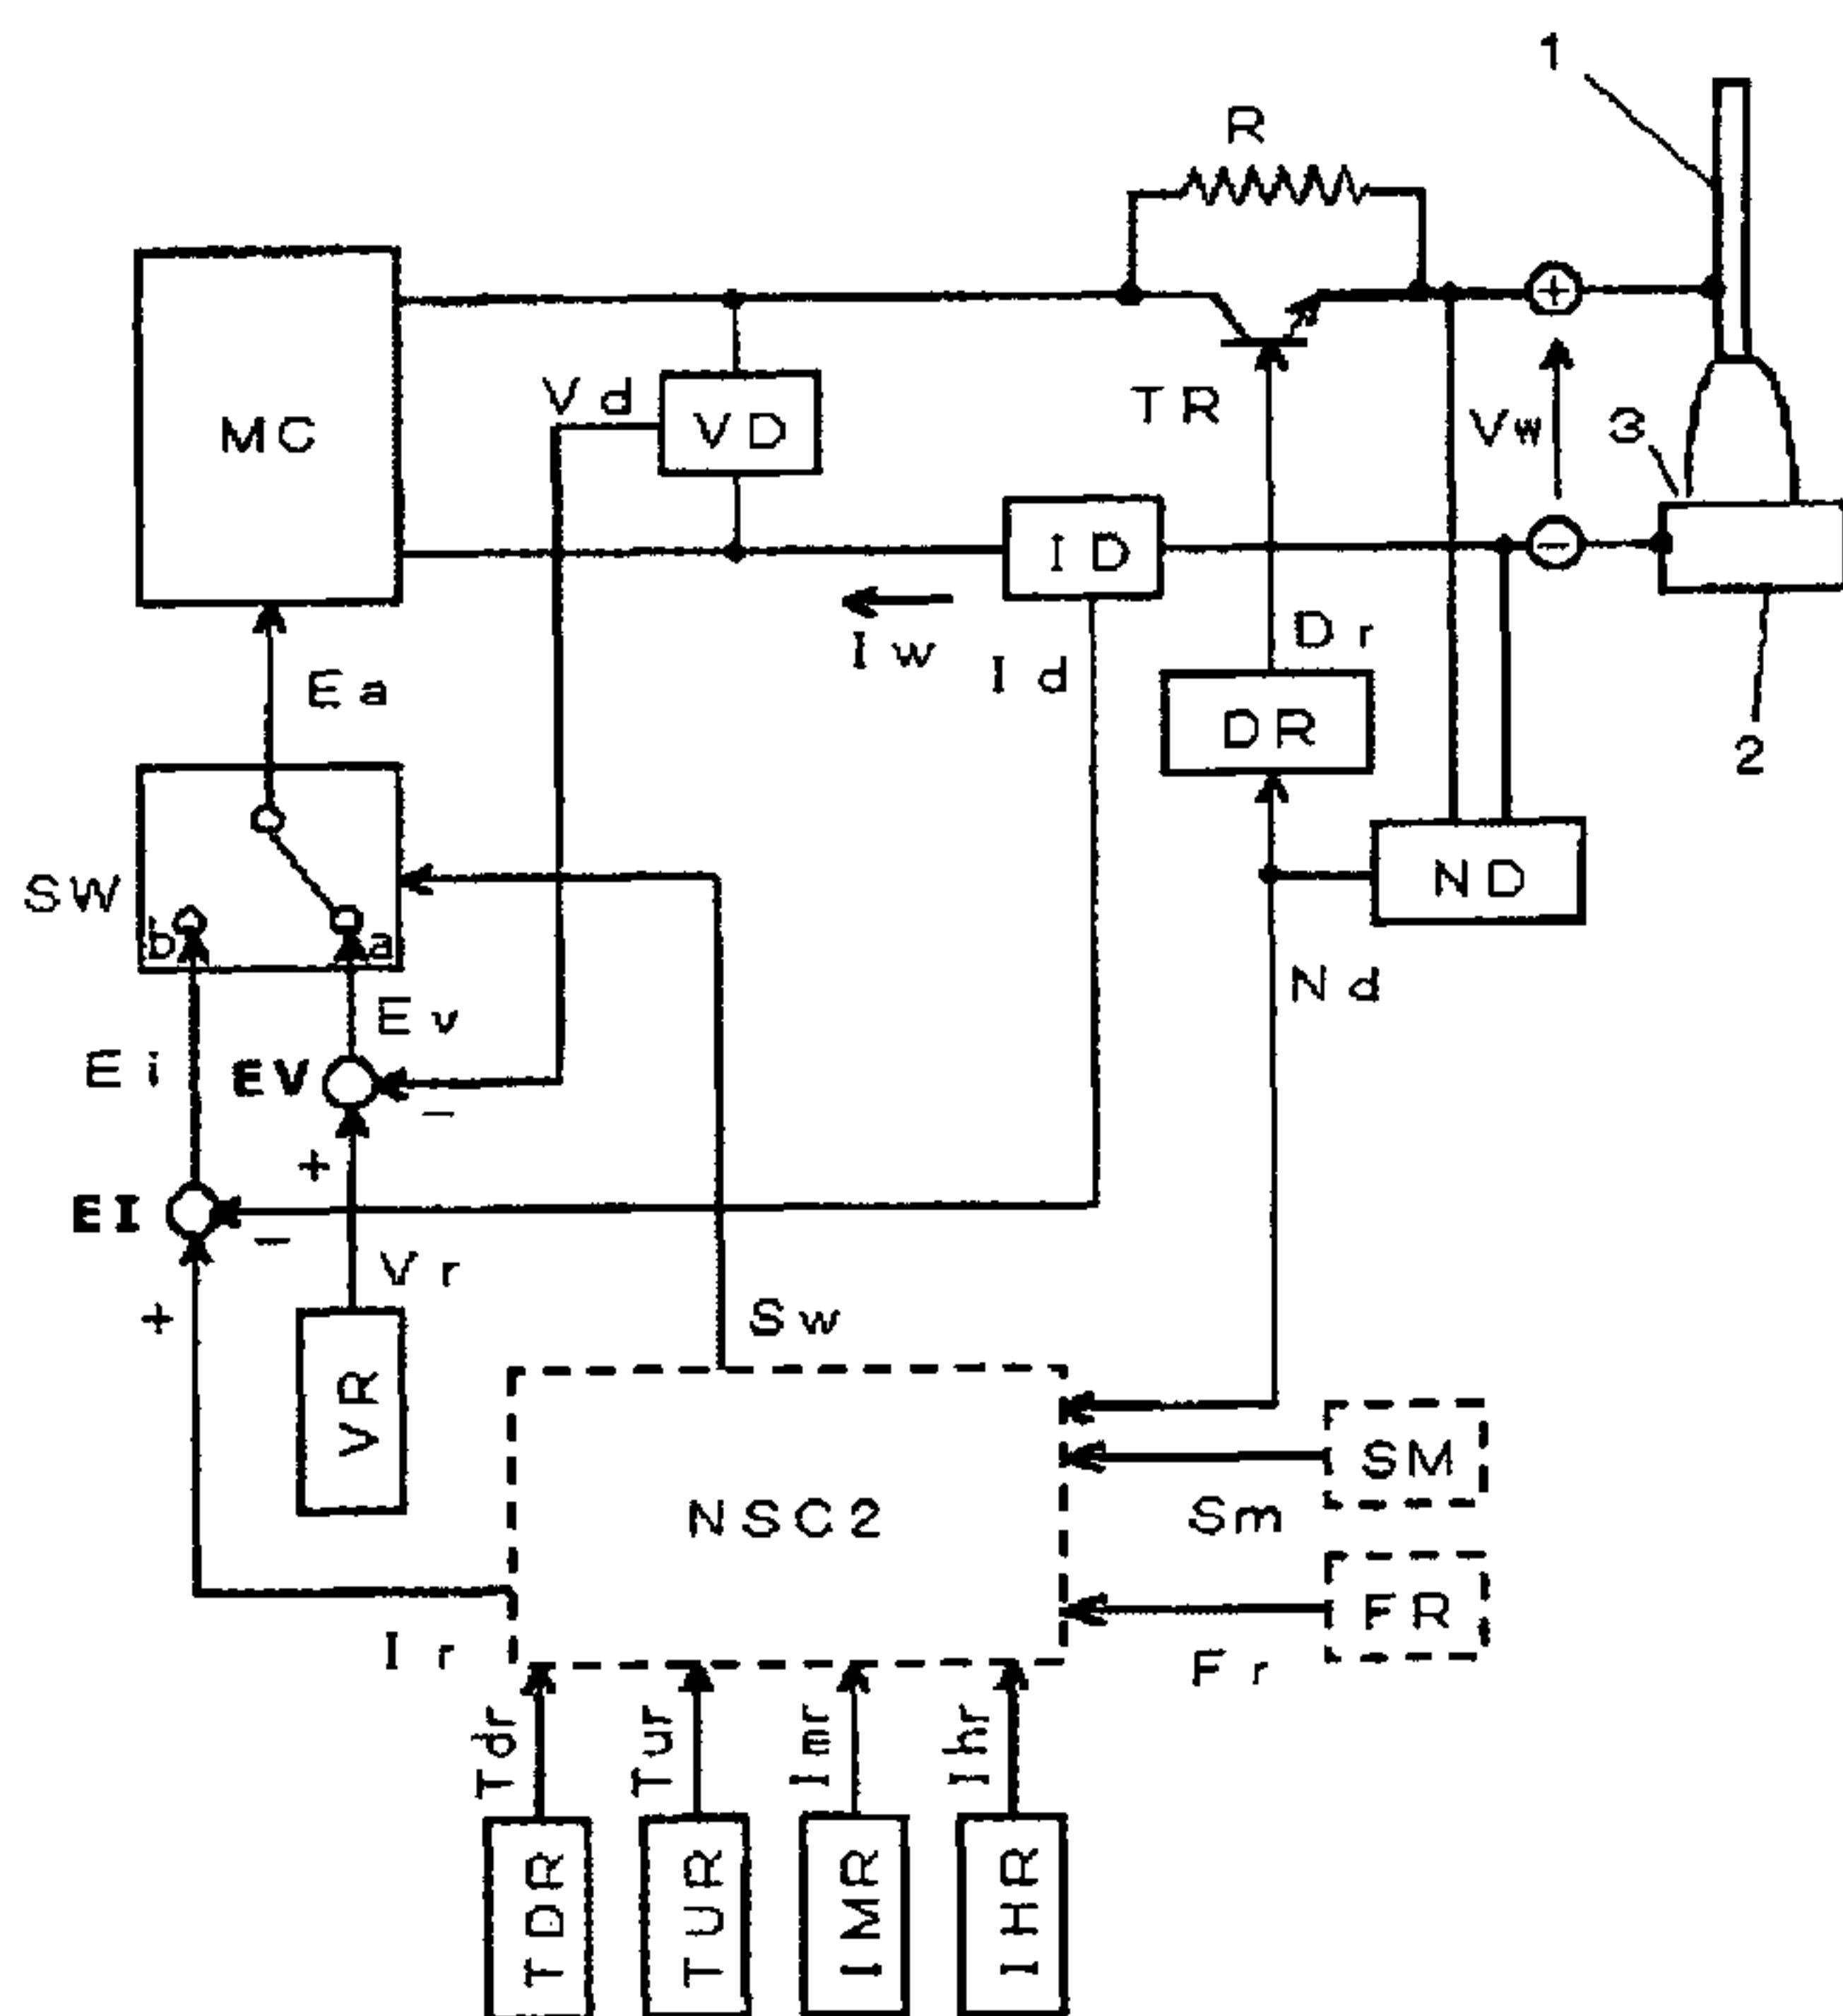 1
R
MC
Vd
VD
TR
Vw
3
+
-
ID
Iw
Id
Dr
DR
2
Ea
SW
b
a
ND
Nd
Ei
EV
Ev
-
+
EI
-
+
Vr
VR
Sw
NSC2
SM
Sm
FR
Fr
Ir
Tdr
Tur
Imr
Ihr
TDR
TUR
IMR
IHR